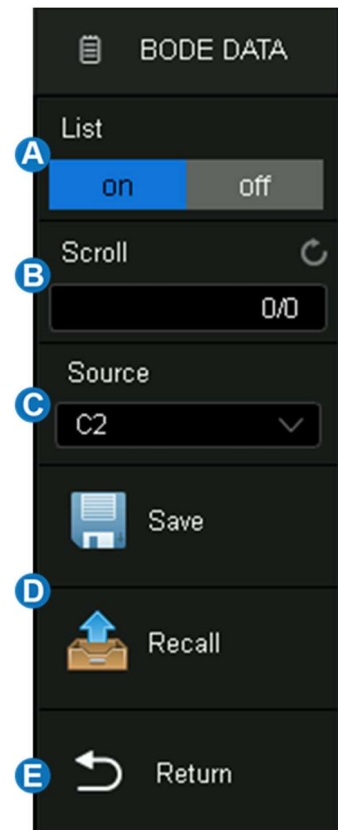 BODE DATA
A
List
on off
B
Scroll
0/0
C
Source
C2
Save
D
Recall
E
Return